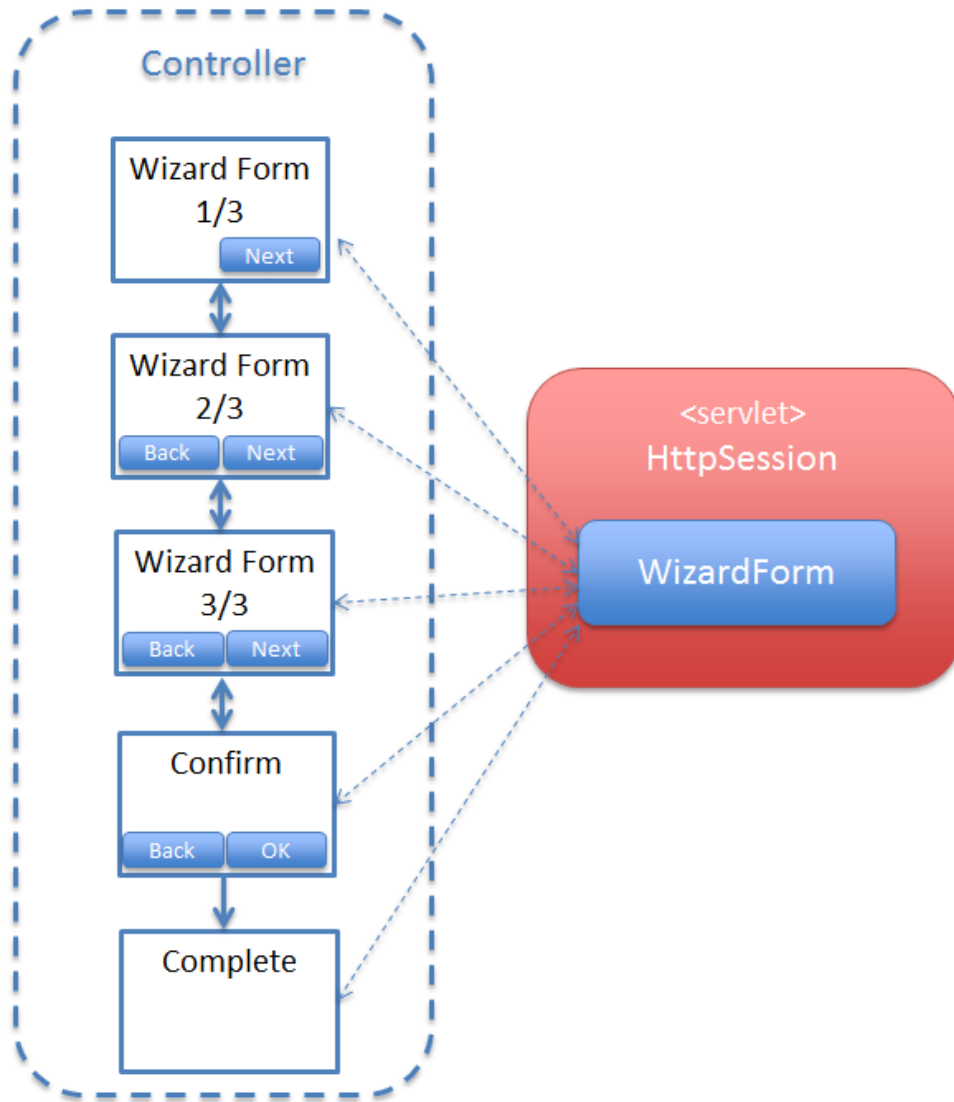 Controller
Wizard Form
1/3
Next
Wizard Form
2/3
Back Next
Wizard Form
3/3
Back Next
Confirm
Back OK
Complete
<servlet>
HttpSession
WizardForm